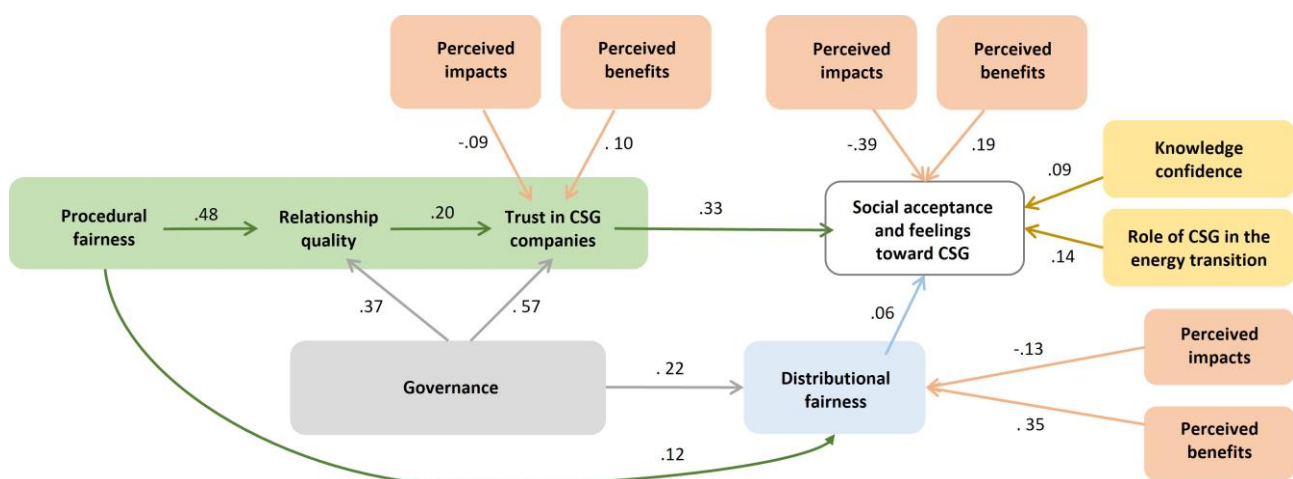 Perceived
impacts
Perceived
benefits
Perceived
impacts
Perceived
benefits
-.09
. 10
-.39
.19
Knowledge
confidence
.09
Procedural
fairness
.48
Relationship
quality
.20
Trust in CSG
companies
.33
Social acceptance
and feelings
toward CSG
Role of CSG in the
energy transition
.14
.37
. 57
.06
Governance
. 22
Distributional
fairness
-.13
Perceived
impacts
. 35
Perceived
benefits
.12